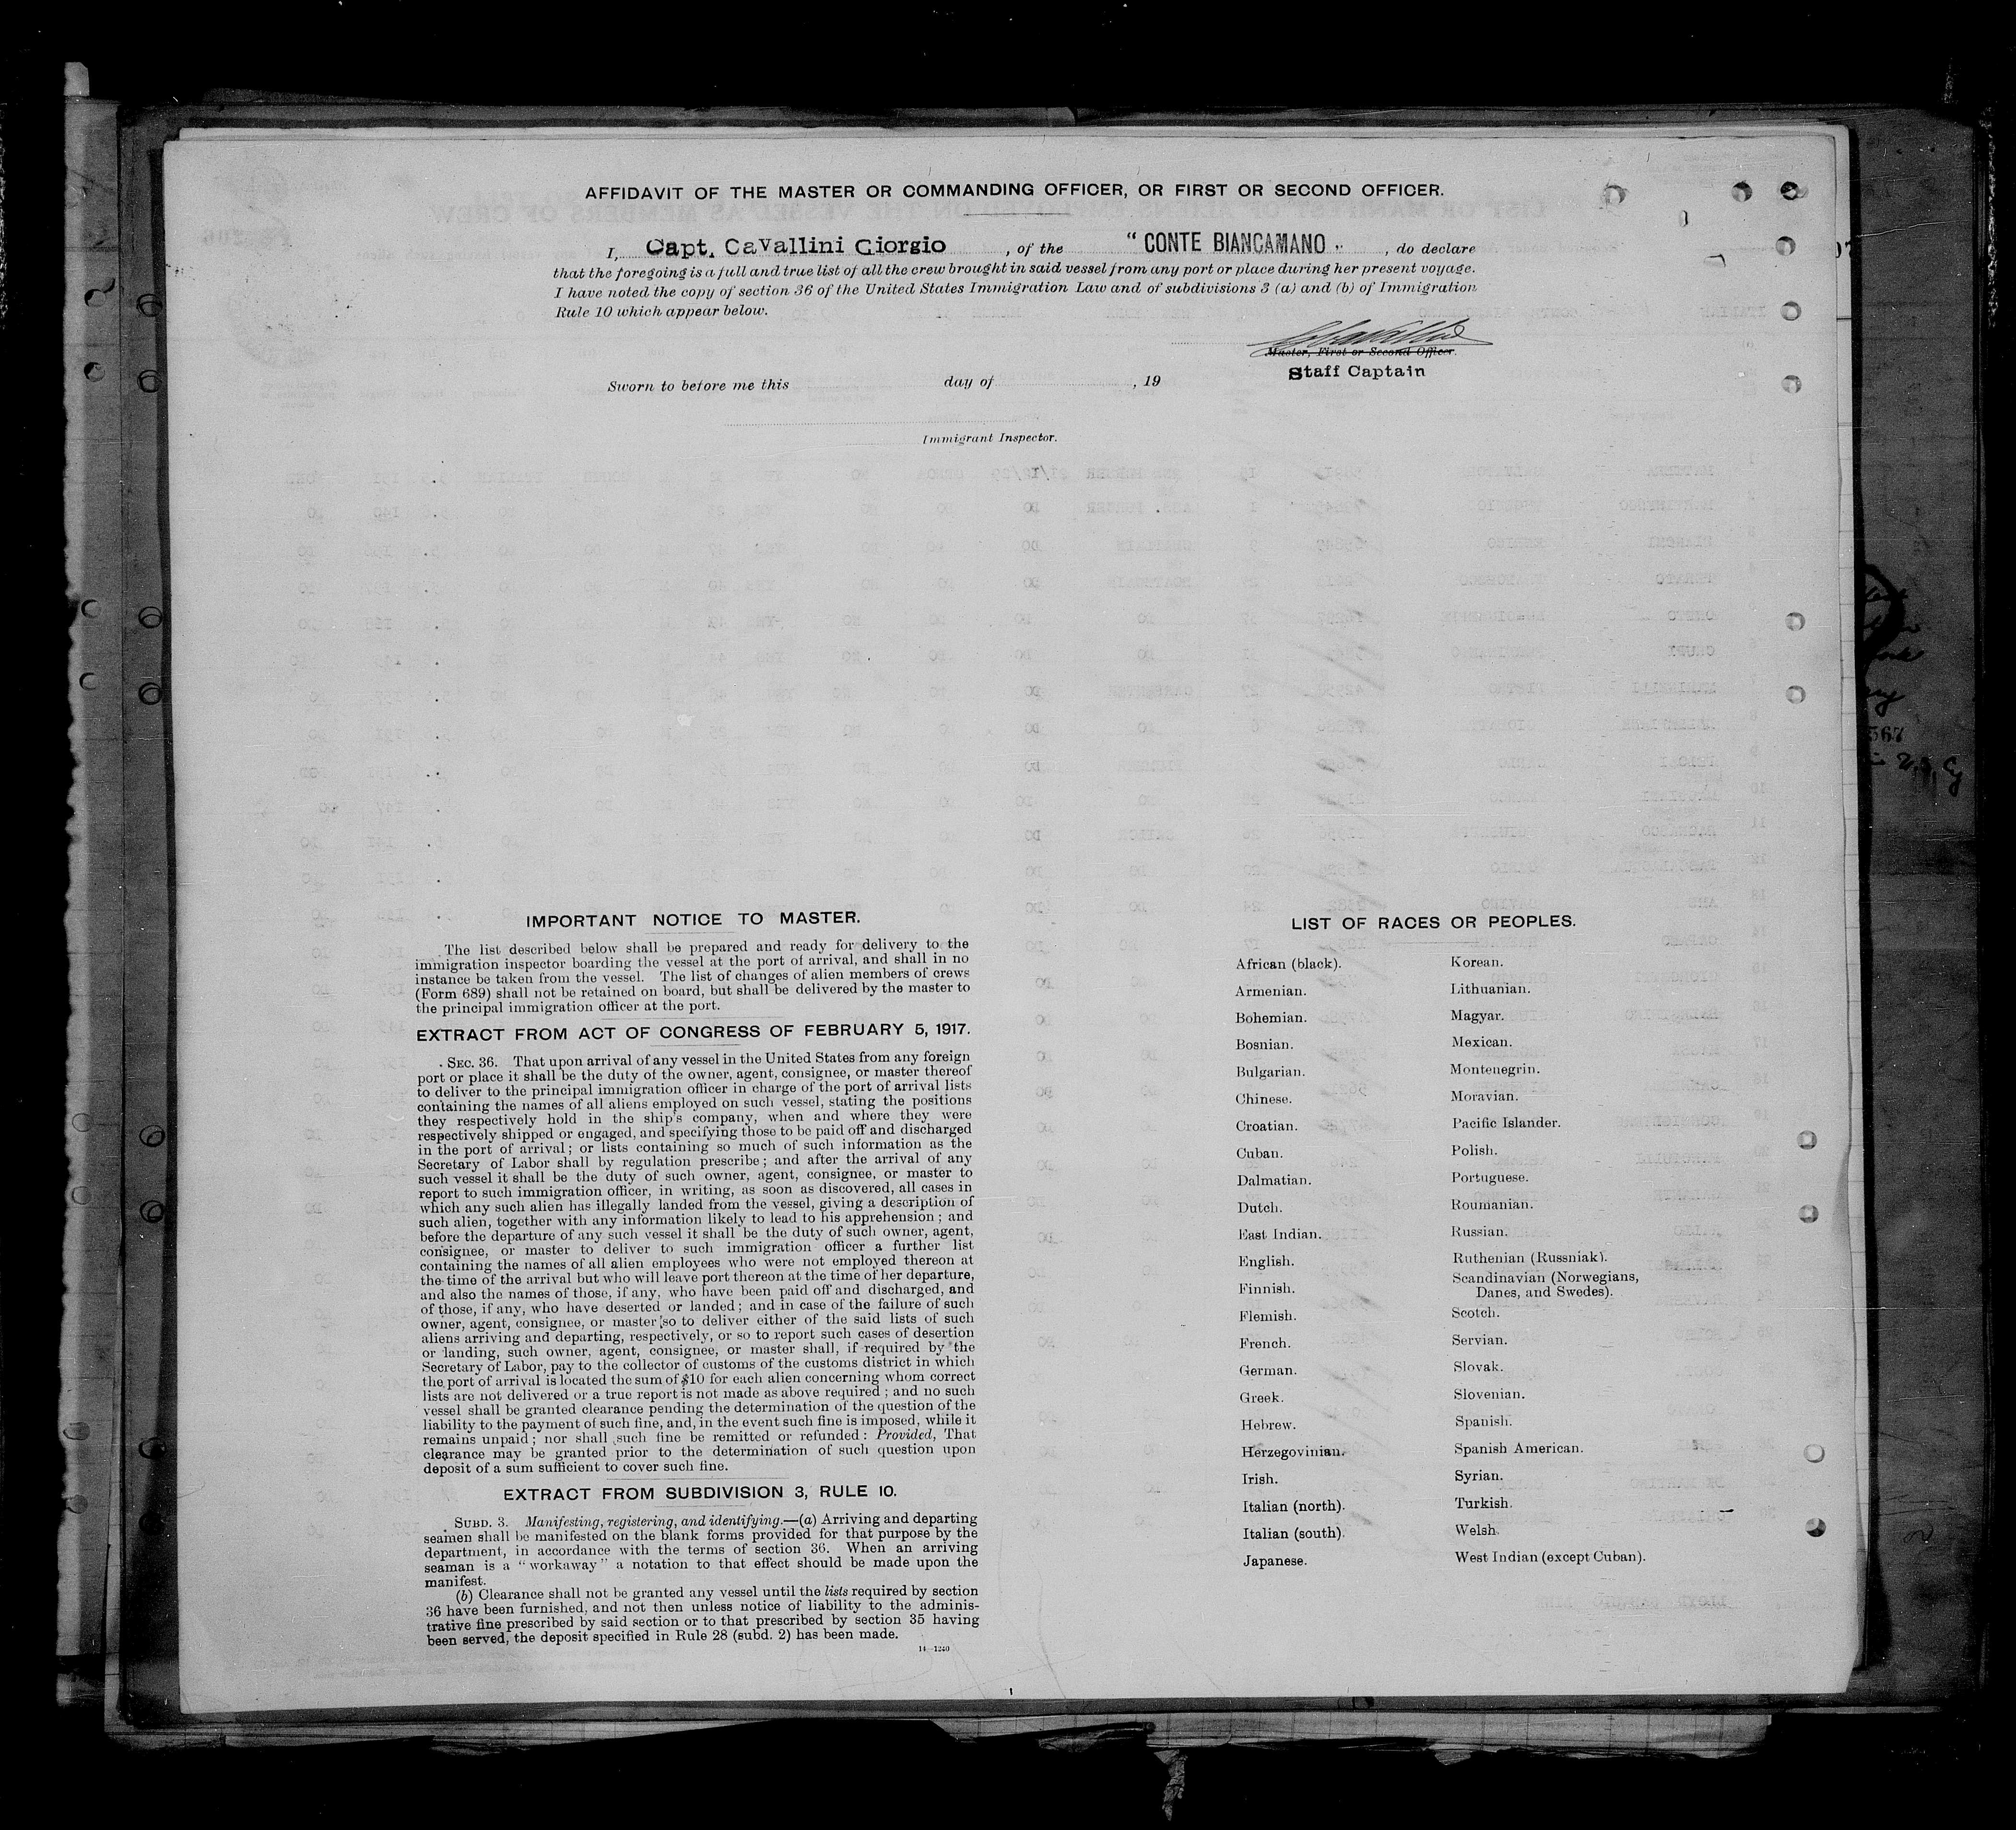 AFFIDAVIT OF THE MASTER OR COMMANDING OFFICER, OR FIRST OR SECOND OFFICER.
I, Capt. CaVallini Giorgio, of the "CONTE BIANCAMANO", do declare
that the foregoing is a full and true list of all the crew brought in said vessel from any port or place during her present voyage.
I have noted the copy of section 36 of the United States Immigration Law and of subdivisions 3 (a) and (b) of Immigration
Rule 10 which appear below.
Master, First or Second Officer.
Staff Captain
Sworn to before me this day of , 19
Immigrant Inspector.
IMPORTANT NOTICE TO MASTER.
The list described below shall be prepared and ready for delivery to the
immigration inspector boarding the vessel at the port of arrival, and shall in no
instance be taken from the vessel. The list of changes of alien members of crews
(Form 689) shall not be retained on board, but shall be delivered by the master to
the principal immigration officer at the port.
EXTRACT FROM ACT OF CONGRESS OF FEBRUARY 5, 1917.
SEC. 36. That upon arrival of any vessel in the United States from any foreign
port or place it shall be the duty of the owner, agent, consignee, or master thereof
to deliver to the principal immigration officer in charge of the port of arrival lists
containing the names of all aliens employed on such vessel, stating the positions
they respectively hold in the ship's company, when and where they were
respectively shipped or engaged, and specifying those to be paid off and discharged
in the port of arrival; or lists containing so much of such information as the
Secretary of Labor shall by regulation prescribe; and after the arrival of any
such vessel it shall be the duty of such owner, agent, consignee, or master to
report to such immigration officer, in writing, as soon as discovered, all cases in
which any such alien has illegally landed from the vessel, giving a description of
such alien, together with any information likely to lead to his apprehension; and
before the departure of any such vessel it shall be the duty of such owner, agent,
consignee, or master to deliver to such immigration officer a further list
containing the names of all alien employees who were not employed thereon at
the time of the arrival but who will leave port thereon at the time of her departure,
and also the names of those, if any, who have been paid off and discharged, and
of those, if any, who have deserted or landed; and in case of the failure of such
owner, agent, consignee, or master so to deliver either of the said lists of such
aliens arriving and departing, respectively, or so to report such cases of desertion
or landing, such owner, agent, consignee, or master shall, if required by the
Secretary of Labor, pay to the collector of customs of the customs district in which
the port of arrival is located the sum of $10 for each alien concerning whom correct
lists are not delivered or a true report is not made as above required; and no such
vessel shall be granted clearance pending the determination of the question of the
liability to the payment of such fine, and, in the event such fine is imposed, while it
remains unpaid; nor shall such fine be remitted or refunded: Provided, That
clearance may be granted prior to the determination of such question upon
deposit of a sum sufficient to cover such fine.
EXTRACT FROM SUBDIVISION 3, RULE 10.
SUBD. 3. Manifesting, registering, and identifying.—(a) Arriving and departing
seamen shall be manifested on the blank forms provided for that purpose by the
department, in accordance with the terms of section 36. When an arriving
seaman is a "workaway" a notation to that effect should be made upon the
manifest.
(b) Clearance shall not be granted any vessel until the lists required by section
36 have been furnished, and not then unless notice of liability to the adminis-
trative fine prescribed by said section or to that prescribed by section 35 having
been served, the deposit specified in Rule 28 (subd. 2) has been made.
14—1240
LIST OF RACES OR PEOPLES.
African (black).
Armenian.
Bohemian.
Bosnian.
Bulgarian.
Chinese.
Croatian.
Cuban.
Dalmatian.
Dutch.
East Indian.
English.
Finnish.
Flemish.
French.
German.
Greek.
Hebrew.
Herzegovinian.
Irish.
Italian (north).
Italian (south).
Japanese.
Korean.
Lithuanian.
Magyar.
Mexican.
Montenegrin.
Moravian.
Pacific Islander.
Polish.
Portuguese.
Roumanian.
Russian.
Ruthenian (Russniak).
Scandinavian (Norwegians,
Danes, and Swedes).
Scotch.
Servian.
Slovak.
Slovenian.
Spanish.
Spanish American.
Syrian.
Turkish.
Welsh.
West Indian (except Cuban).